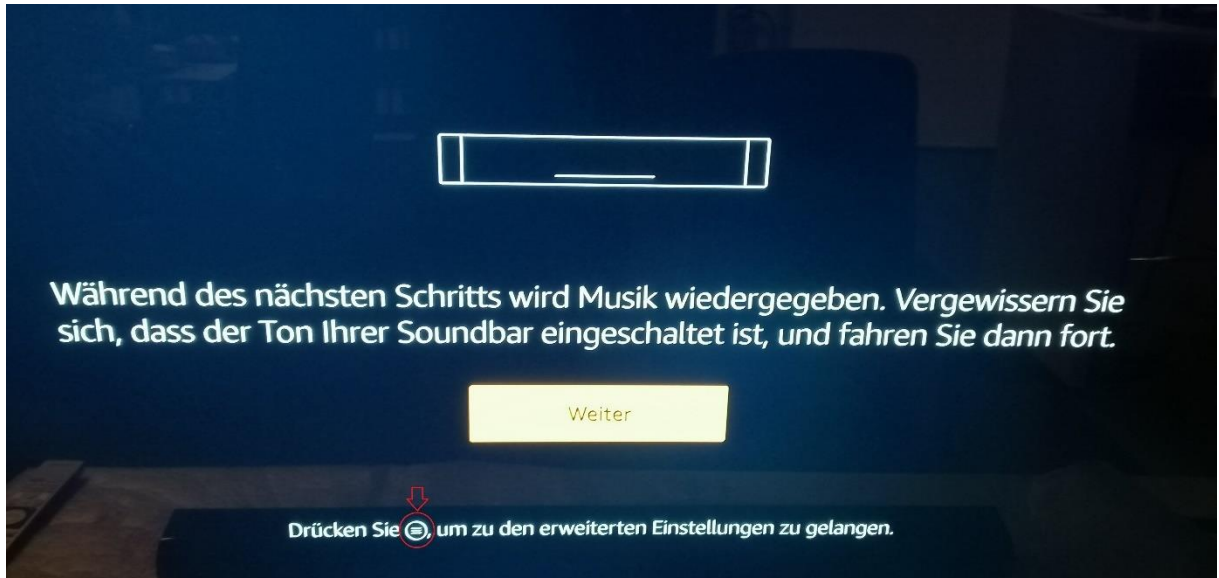 Während des nächsten Schritts wird Musik wiedergegeben. Vergewissern Sie
sich, dass der Ton Ihrer Soundbar eingeschaltet ist, und fahren Sie dann fort.
Weiter
Drücken Sie , um zu den erweiterten Einstellungen zu gelangen.